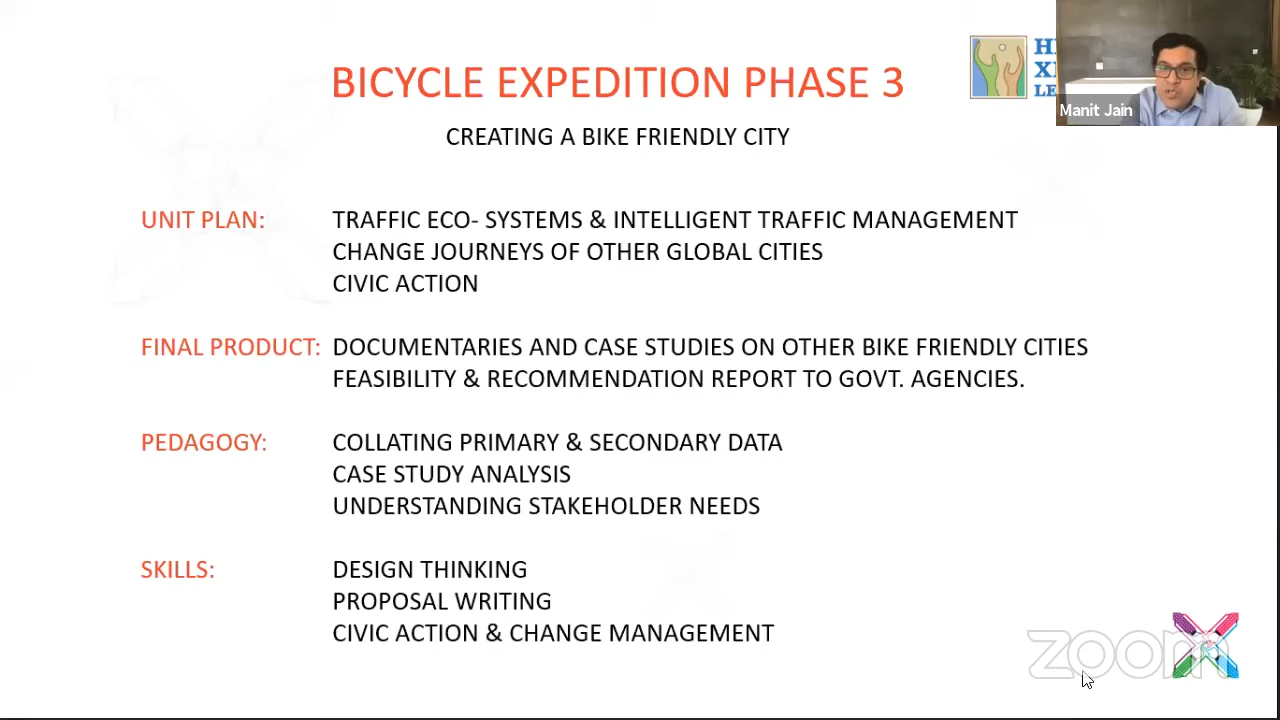 BICYCLE EXPEDITION PHASE 3
CREATING A BIKE FRIENDLY CITY
Manit Jain
UNIT PLAN: TRAFFIC ECO- SYSTEMS & INTELLIGENT TRAFFIC MANAGEMENT
CHANGE JOURNEYS OF OTHER GLOBAL CITIES
CIVIC ACTION
FINAL PRODUCT: DOCUMENTARIES AND CASE STUDIES ON OTHER BIKE FRIENDLY CITIES
FEASIBILITY & RECOMMENDATION REPORT TO GOVT. AGENCIES.
PEDAGOGY: COLLATING PRIMARY & SECONDARY DATA
CASE STUDY ANALYSIS
UNDERSTANDING STAKEHOLDER NEEDS
SKILLS: DESIGN THINKING
PROPOSAL WRITING
CIVIC ACTION & CHANGE MANAGEMENT
zoom